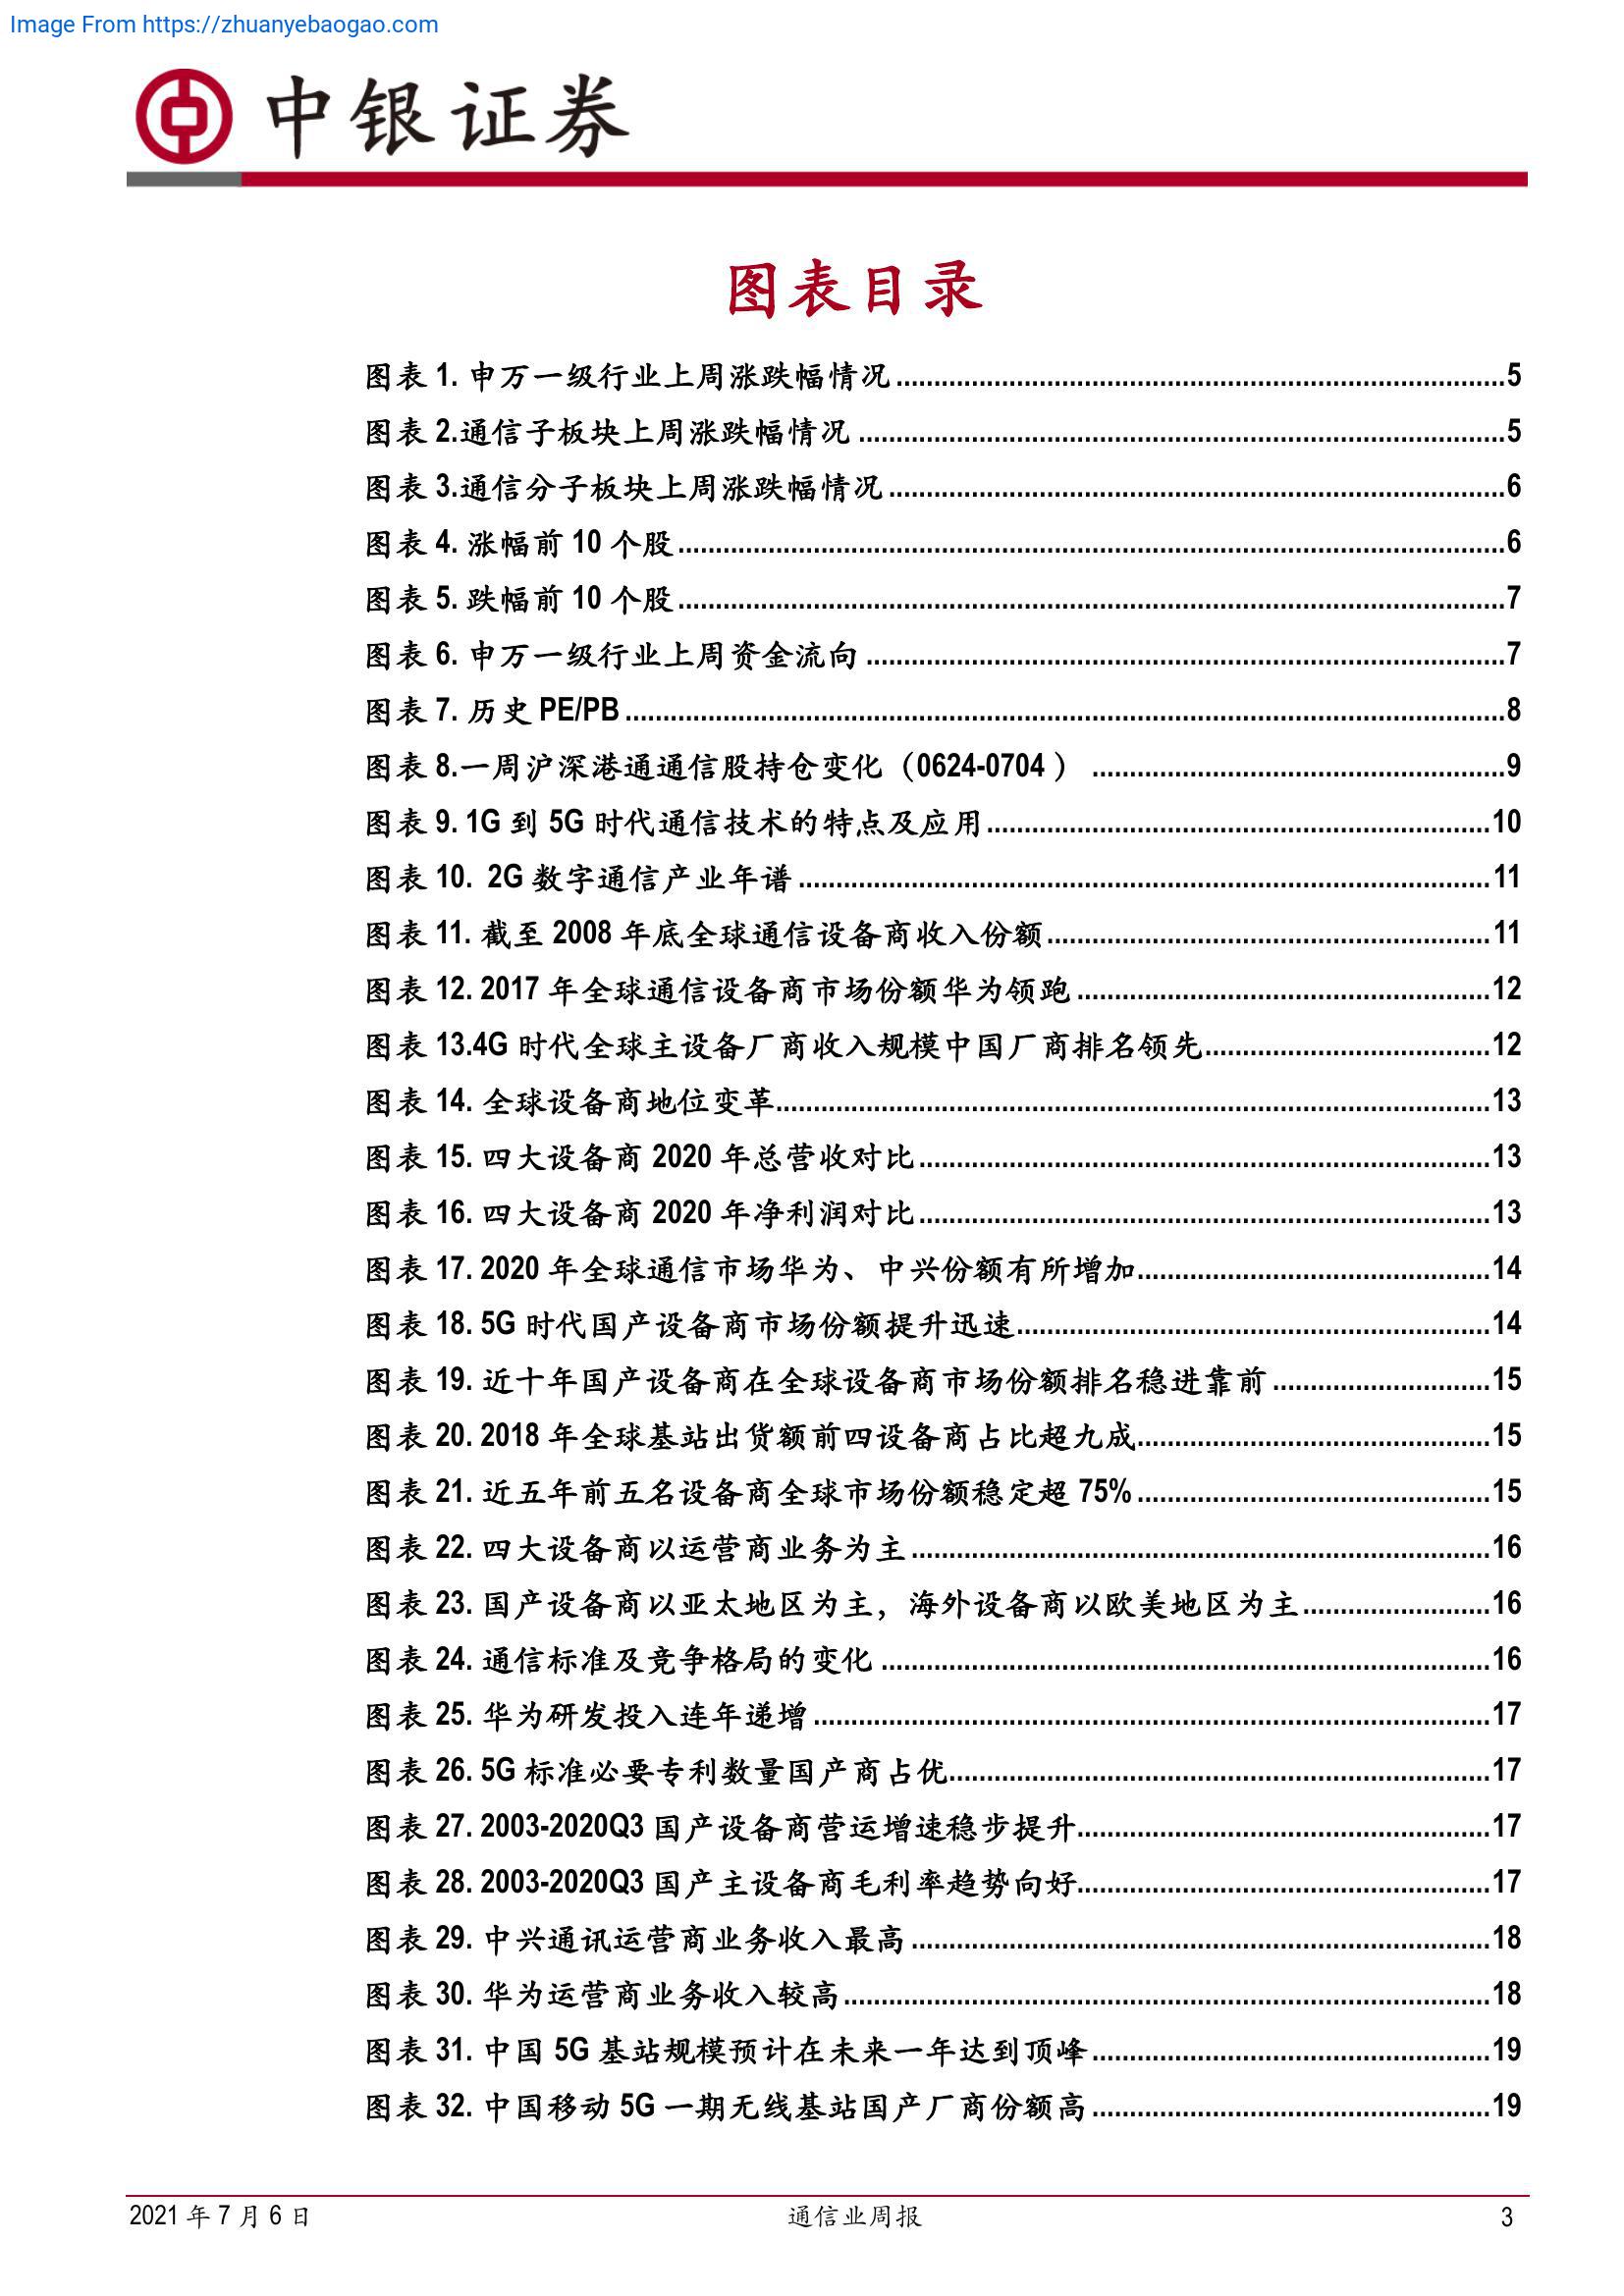 Image From https://zhuanyebaogao.com
中银证券
图表目录
图表 1. 申万一级行业上周涨跌幅情况........................................5
图表 2.通信子板块上周涨跌幅情况........................................5
图表 3.通信分子板块上周涨跌幅情况........................................6
图表 4. 涨幅前 10 个股........................................6
图表 5. 跌幅前 10 个股........................................7
图表 6. 申万一级行业上周资金流向........................................7
图表 7. 历史 PE/PB........................................8
图表 8.一周沪深港通通信股持仓变化（0624-0704 ）........................................9
图表 9. 1G 到 5G 时代通信技术的特点及应用........................................10
图表 10. 2G 数字通信产业年谱........................................11
图表 11. 截至 2008 年底全球通信设备商收入份额........................................11
图表 12. 2017 年全球通信设备商市场份额华为领跑........................................12
图表 13.4G 时代全球主设备厂商收入规模中国厂商排名领先........................................12
图表 14. 全球设备商地位变革........................................13
图表 15. 四大设备商 2020 年总营收对比........................................13
图表 16. 四大设备商 2020 年净利润对比........................................13
图表 17. 2020 年全球通信市场华为、中兴份额有所增加........................................14
图表 18. 5G 时代国产设备商市场份额提升迅速........................................14
图表 19. 近十年国产设备商在全球设备商市场份额排名稳进靠前........................................15
图表 20. 2018 年全球基站出货额前四设备商占比超九成........................................15
图表 21. 近五年前五名设备商全球市场份额稳定超 75%........................................15
图表 22. 四大设备商以运营商业务为主........................................16
图表 23. 国产设备商以亚太地区为主，海外设备商以欧美地区为主........................................16
图表 24. 通信标准及竞争格局的变化........................................16
图表 25. 华为研发投入连年递增........................................17
图表 26. 5G 标准必要专利数量国产商占优........................................17
图表 27. 2003-2020Q3 国产设备商营运增速稳步提升........................................17
图表 28. 2003-2020Q3 国产主设备商毛利率趋势向好........................................17
图表 29. 中兴通讯运营商业务收入最高........................................18
图表 30. 华为运营商业务收入较高........................................18
图表 31. 中国 5G 基站规模预计在未来一年达到顶峰........................................19
图表 32. 中国移动 5G 一期无线基站国产厂商份额高........................................19
2021 年 7 月 6 日 通信业周报 3